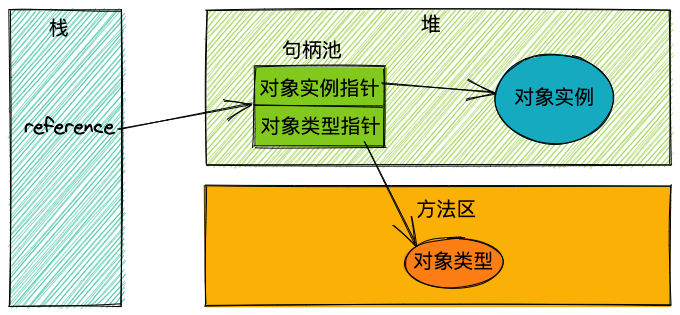 栈
堆
句柄池
对象实例指针
对象实例
reference
对象类型指针
方法区
对象类型